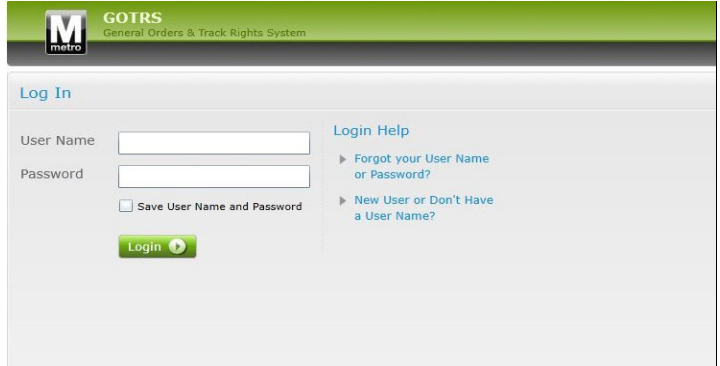 M
metro
GOTRS
General Orders & Track Rights System
Log In
User Name
Password
Save User Name and Password
Login
Login Help
Forgot your User Name
or Password?
New User or Don't Have
a User Name?